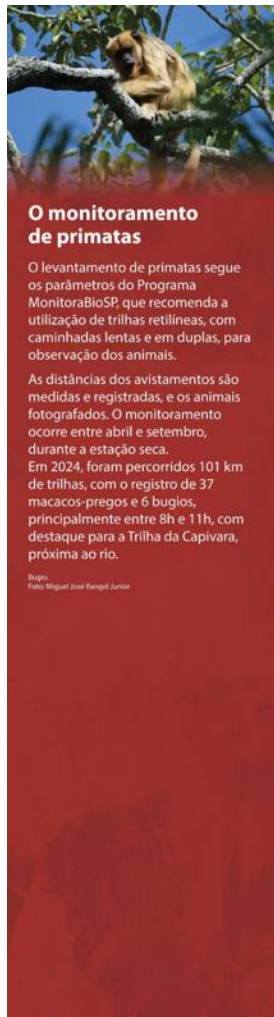 O monitoramento
de primatas
O levantamento de primatas segue
os parâmetros do Programa
MonitoraBioSP, que recomenda a
utilização de trilhas retilíneas, com
caminhadas lentas e em duplas, para
observação dos animais.
As distâncias dos avistamentos são
medidas e registradas, e os animais
fotografados. O monitoramento
ocorre entre abril e setembro,
durante a estação seca.
Em 2024, foram percorridos 101 km
de trilhas, com o registro de 37
macacos-pregos e 6 bugios,
principalmente entre 8h e 11h, com
destaque para a Trilha da Capivara,
próxima ao rio.
Bugio.
Foto: Miguel José Rangel Junior